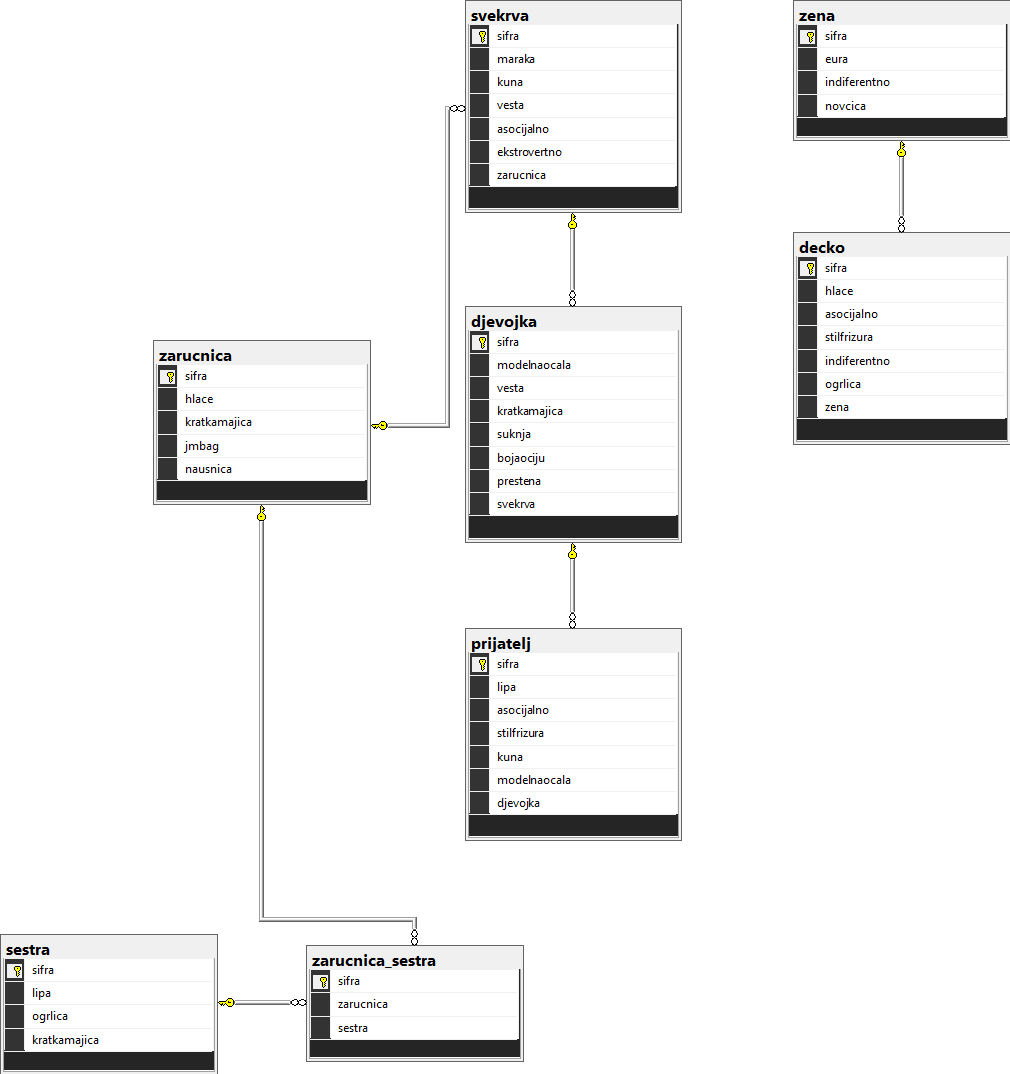 svekrva
sifra
maraka
kuna
vesta
asocijalno
ekstrovertno
zarucnica
zena
sifra
eura
indiferentno
novcica
decko
sifra
hlace
asocijalno
stilfrizura
indiferentno
ogrlica
zena
djevojka
sifra
modelnaocala
vesta
kratkamajica
suknja
bojaociju
prestena
svekrva
zarucnica
sifra
hlace
kratkamajica
jmbag
nausnica
prijatelj
sifra
lipa
asocijalno
stilfrizura
kuna
modelnaocala
djevojka
sestra
sifra
lipa
ogrlica
kratkamajica
zarucnica_sestra
sifra
zarucnica
sestra